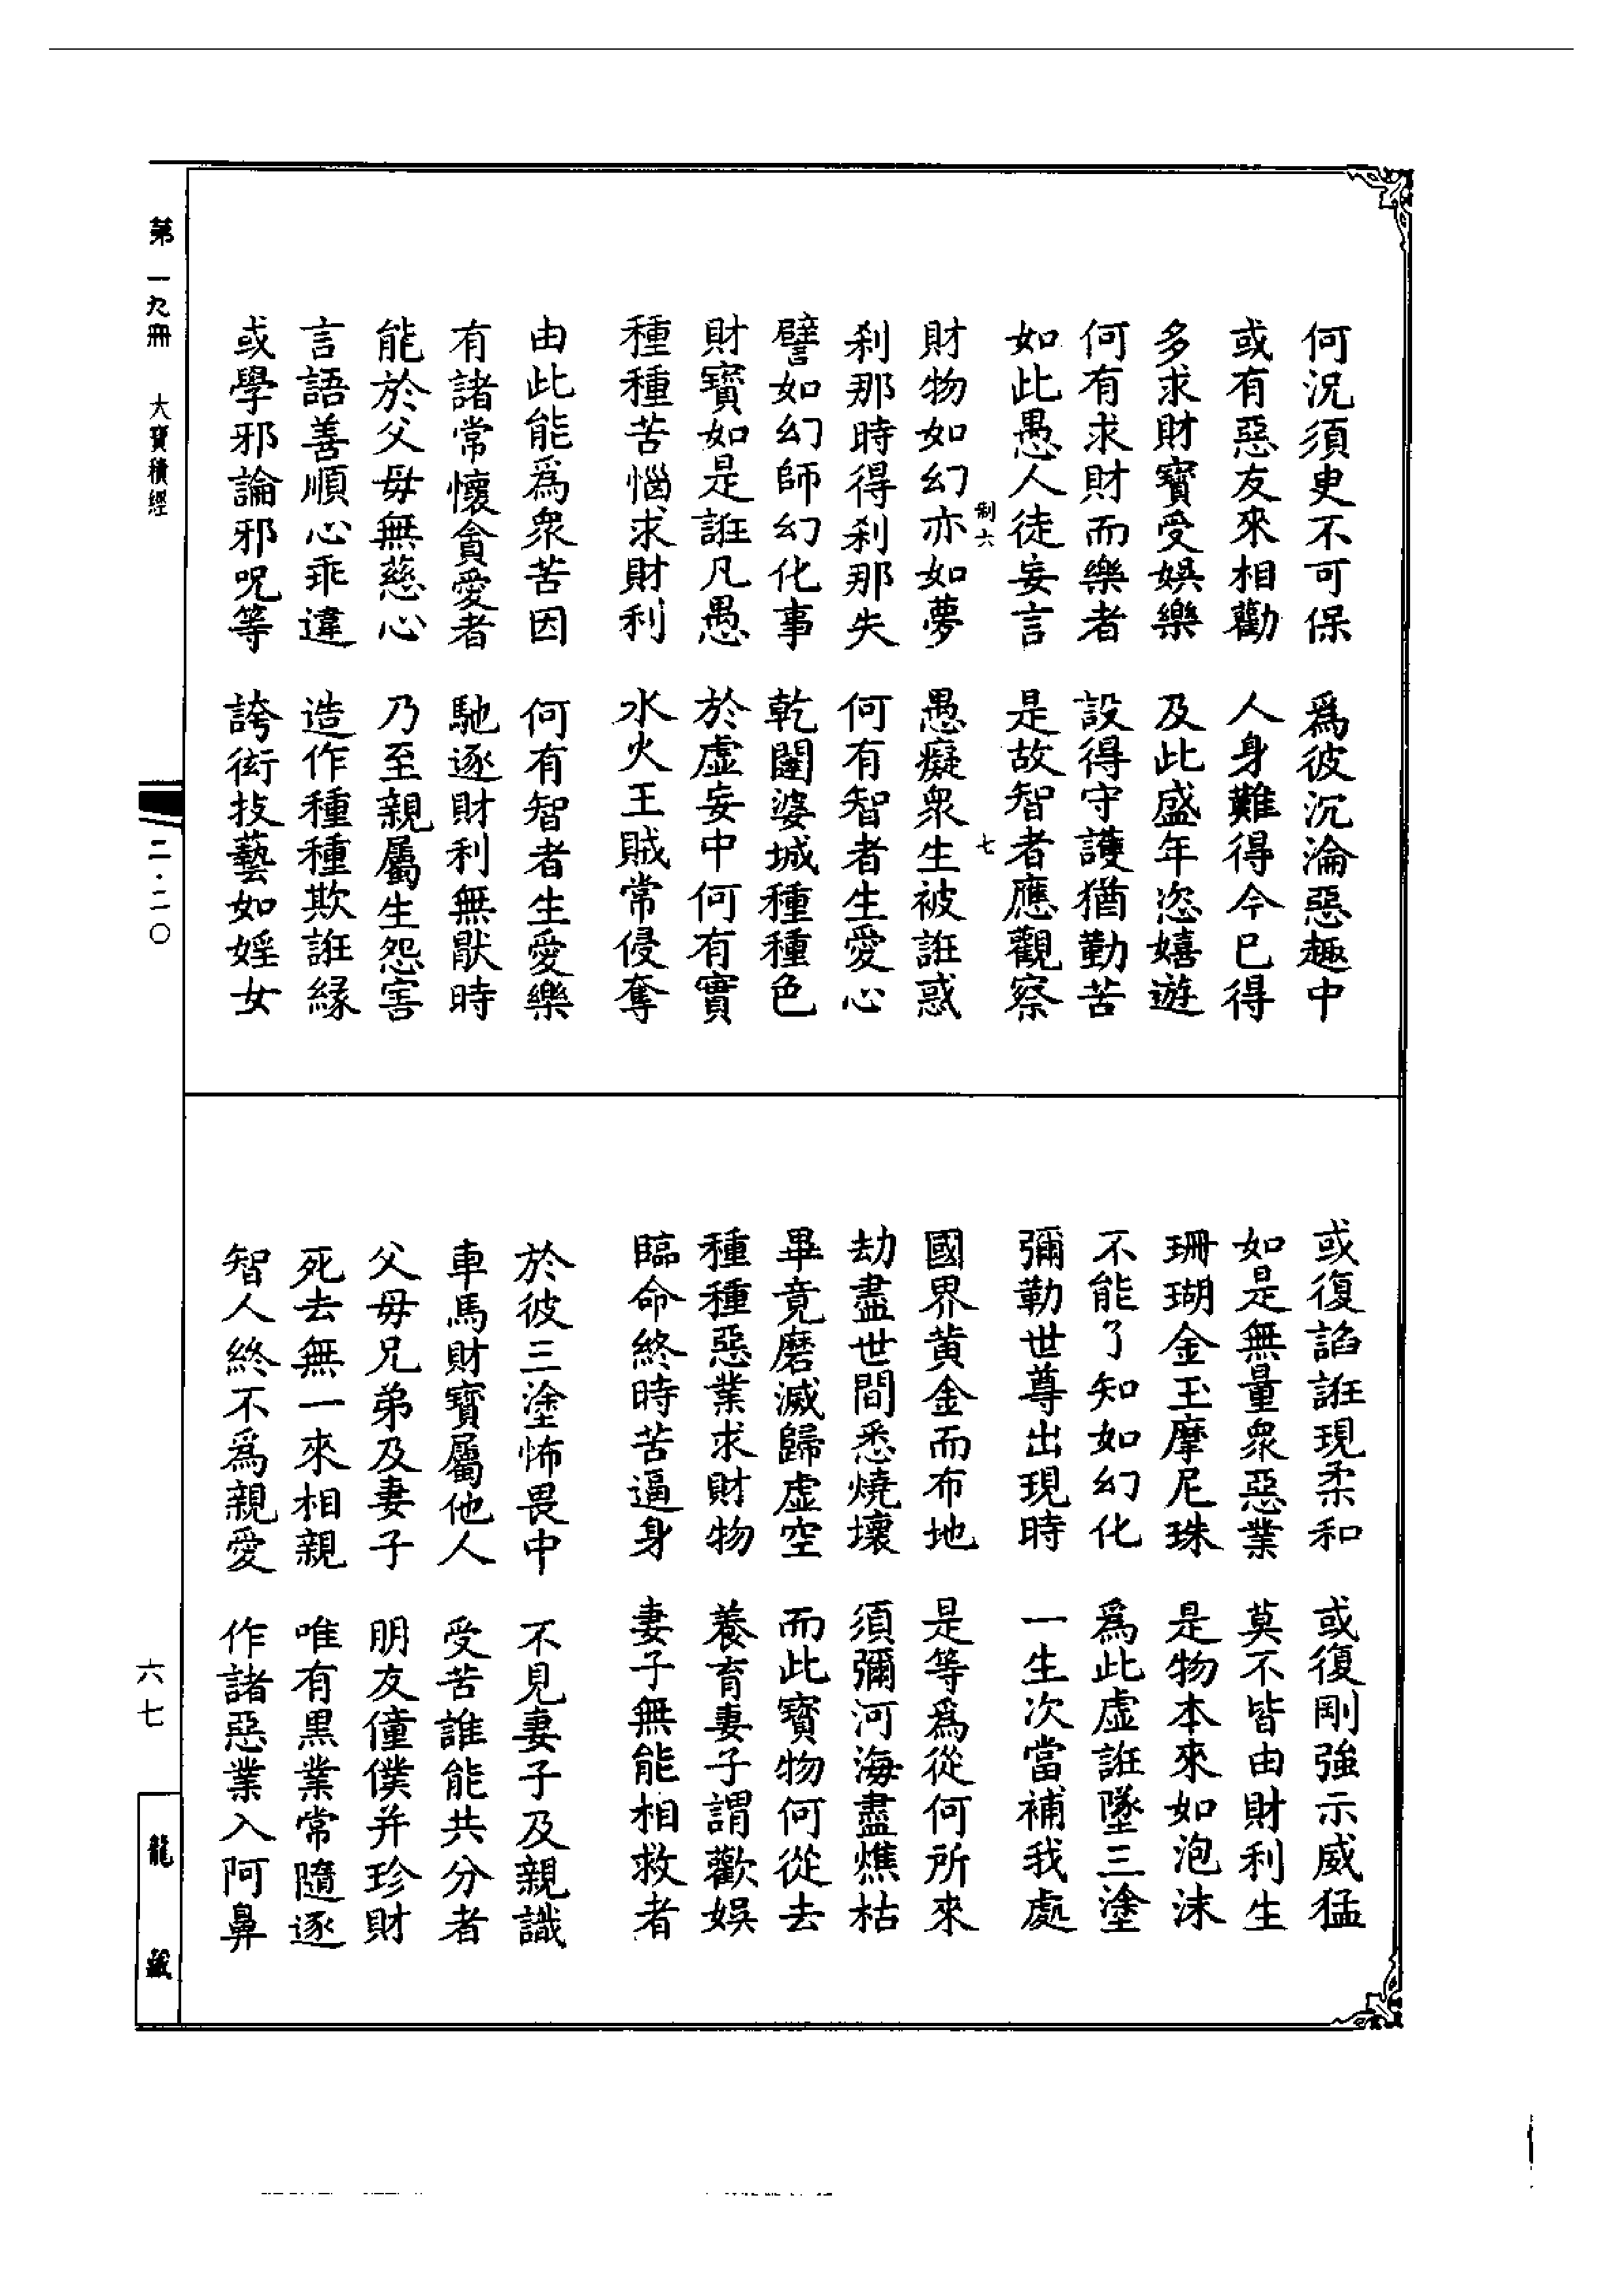 何況須臾不可保　爲彼沉淪惡趣中
或有惡友來相勸　人身難得今已得
多求財寶受娛樂　及此盛年恣嬉遊
何有求財而樂者　設得守護猶勤苦
如此愚人徒妄言　是故智者應觀察
制六　七
財物如幻亦如夢　愚癡衆生被誑惑
刹那時得刹那失　何有智者生愛心
譬如幻師幻化事　乾闥婆城種種色
財寶如是誑凡愚　於虛妄中何有實
種種苦惱求財利　水火王賊常侵奪
由此能爲衆苦因　何有智者生愛樂
有諸常懷貪愛者　馳逐財利無猒時
能於父母無慈心　乃至親屬生怨害
言語善順心乖違　造作種種欺誑緣
或學邪論邪呪等　誇衒技藝如婬女
或復諂誑現柔和　或復剛強示威猛
如是無量衆惡業　莫不皆由財利生
珊瑚金玉摩尼珠　是物本來如泡沫
不能了知如幻化　爲此虛誑墜三塗
彌勒世尊出現時　一生次當補我處
國界黃金而布地　是等爲從何所來
劫盡世間悉燒壞　須彌河海盡燋枯
畢竟磨滅歸虛空　而此寶物何從去
種種惡業求財物　養育妻子謂歡娛
臨命終時苦逼身　妻子無能相救者
於彼三塗怖畏中　不見妻子及親識
車馬財寶屬他人　受苦誰能共分者
父母兄弟及妻子　朋友僮僕并珍財
死去無一來相親　唯有黑業常隨逐
智人終不爲親愛　作諸惡業入阿鼻
第一九冊　大寶積經　二·二〇　六七　龍藏